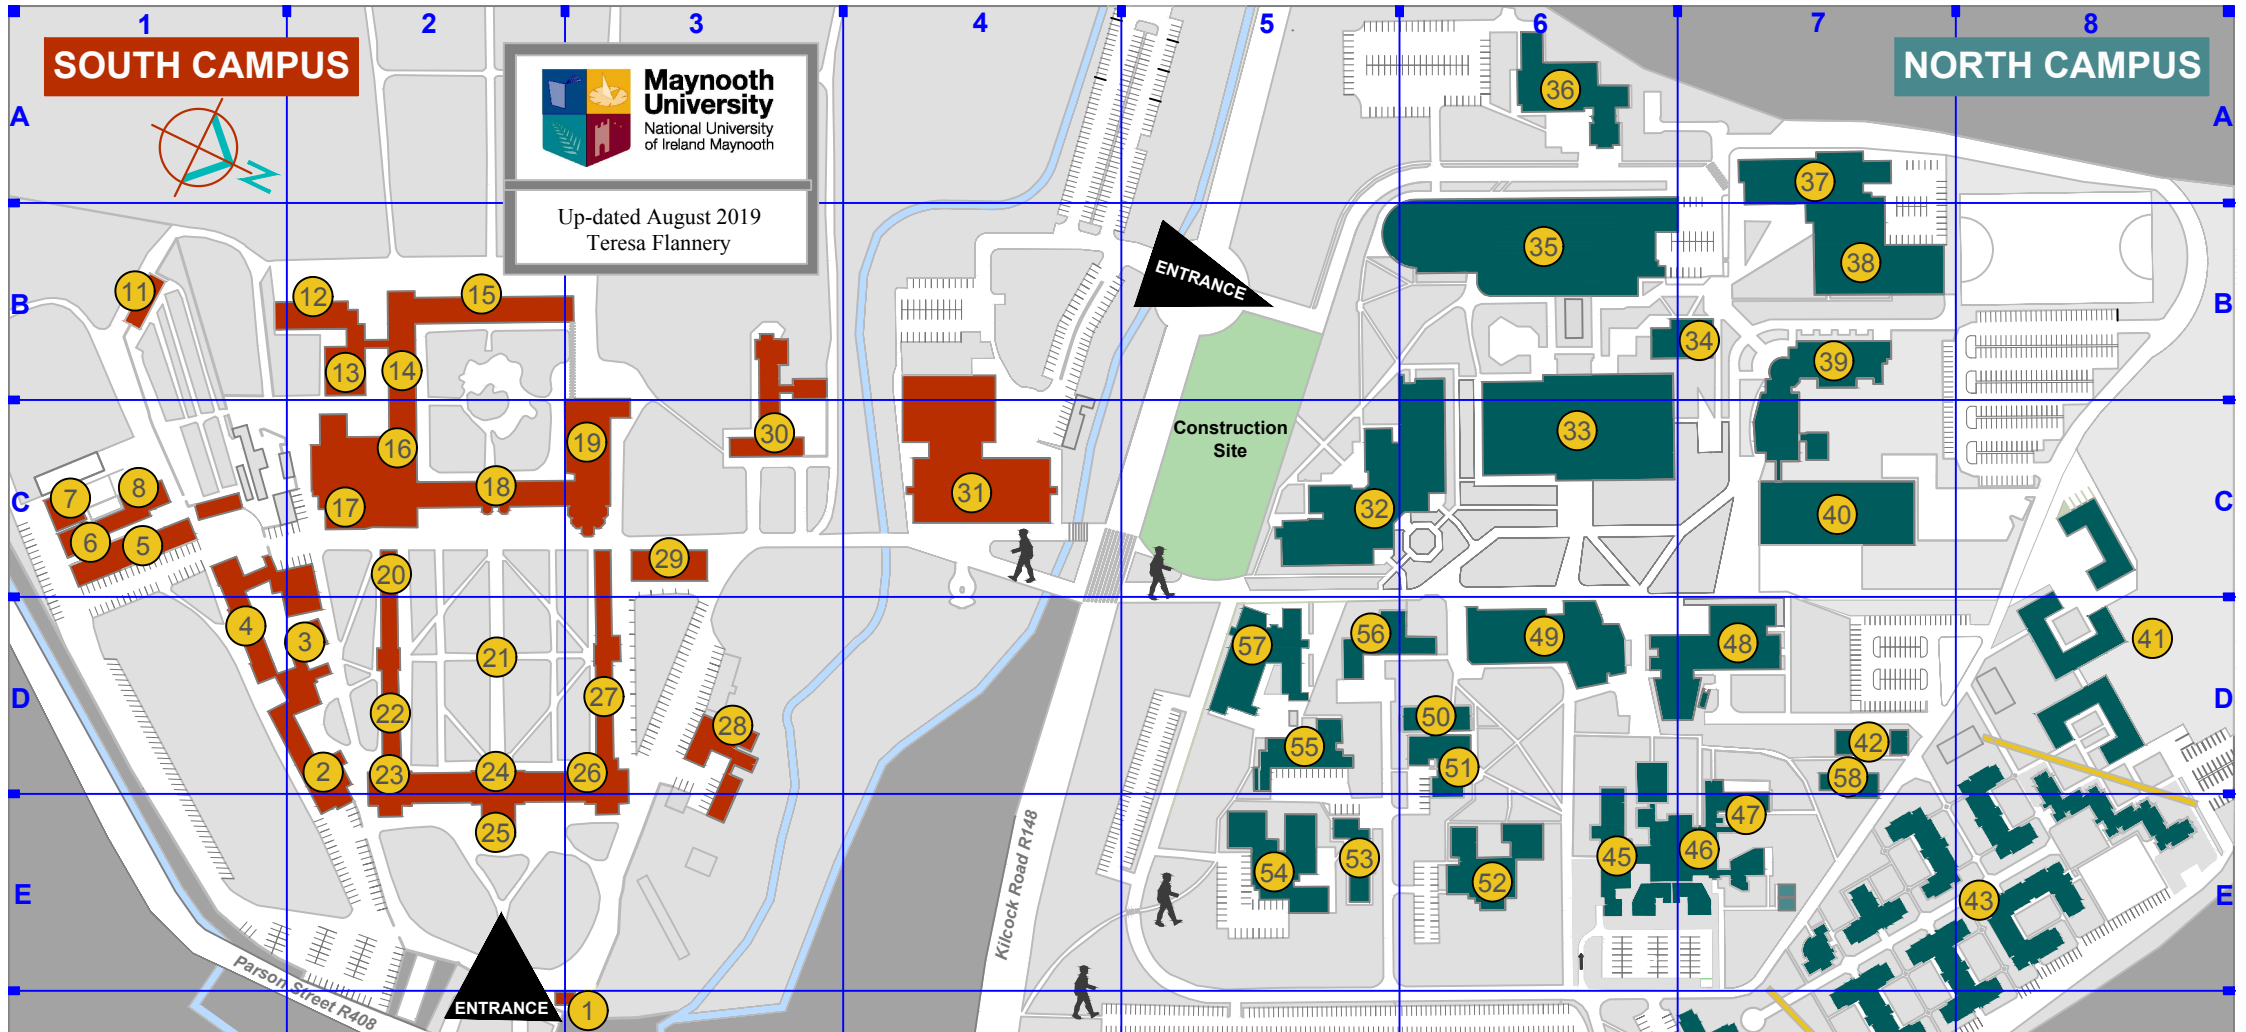 1 2 3 4 5 6 7 8
SOUTH CAMPUS
NORTH CAMPUS
Maynooth
University
National University
of Ireland Maynooth
Up-dated August 2019
Teresa Flannery
N
A A
36
37
B B
11 12 15 35 38
ENTRANCE
13 14 34 39
C C
Construction
Site
16 19 30 33
7 8 17 18 31 32 40
6 5 29
20
D D
4 3 21 57 56 49 48 41
22 27 28 50 42
2 23 24 26 55 51 58
E E
25 47
54 53 52 45 46 43
Kilcock Road R148
Parson Street R408
ENTRANCE
1